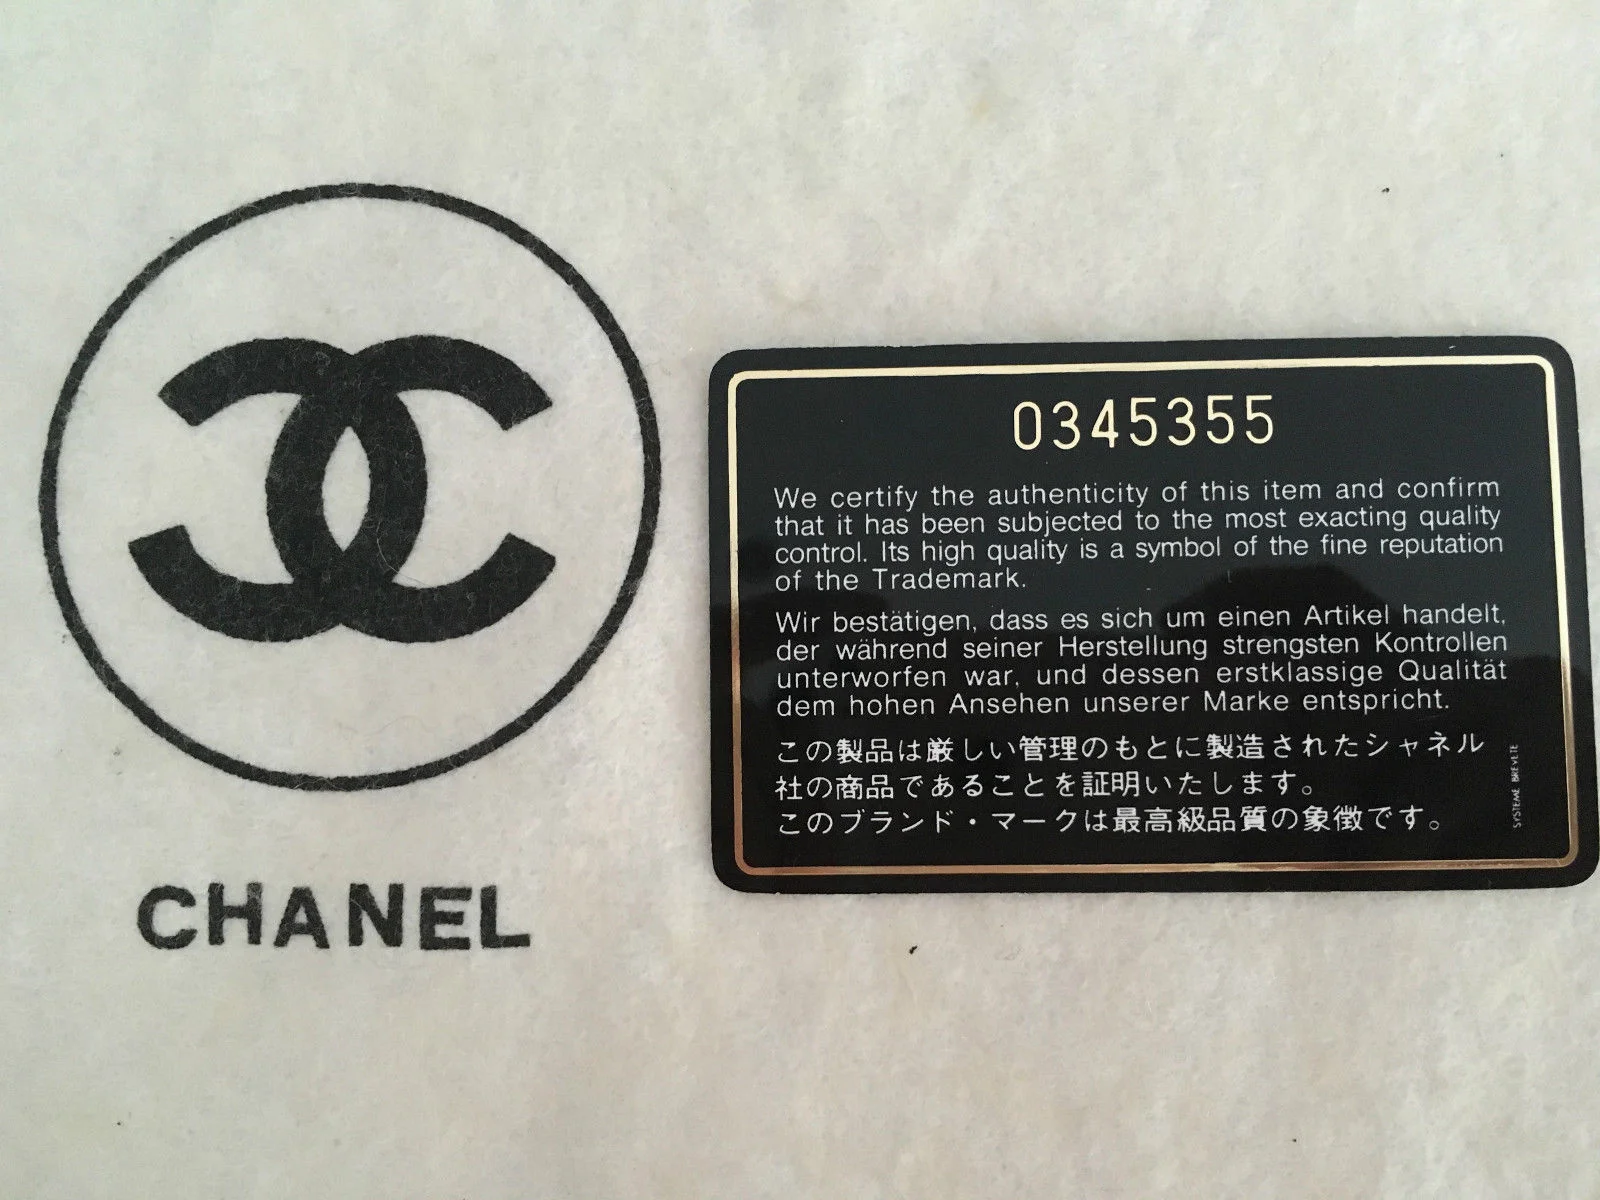 CHANEL
0345355
We certify the authenticity of this item and confirm
that it has been subjected to the most exacting quality
control. Its high quality is a symbol of the fine reputation
of the Trademark.
Wir bestätigen, dass es sich um einen Artikel handelt,
der während seiner Herstellung strengsten Kontrollen
unterworfen war, und dessen erstklassige Qualität
dem hohen Ansehen unserer Marke entspricht.
この製品は厳しい管理のもとに製造されたシャネル
社の商品であることを証明いたします。
このブランド・マークは最高級品質の象徴です。
SYSTEME BREVETE